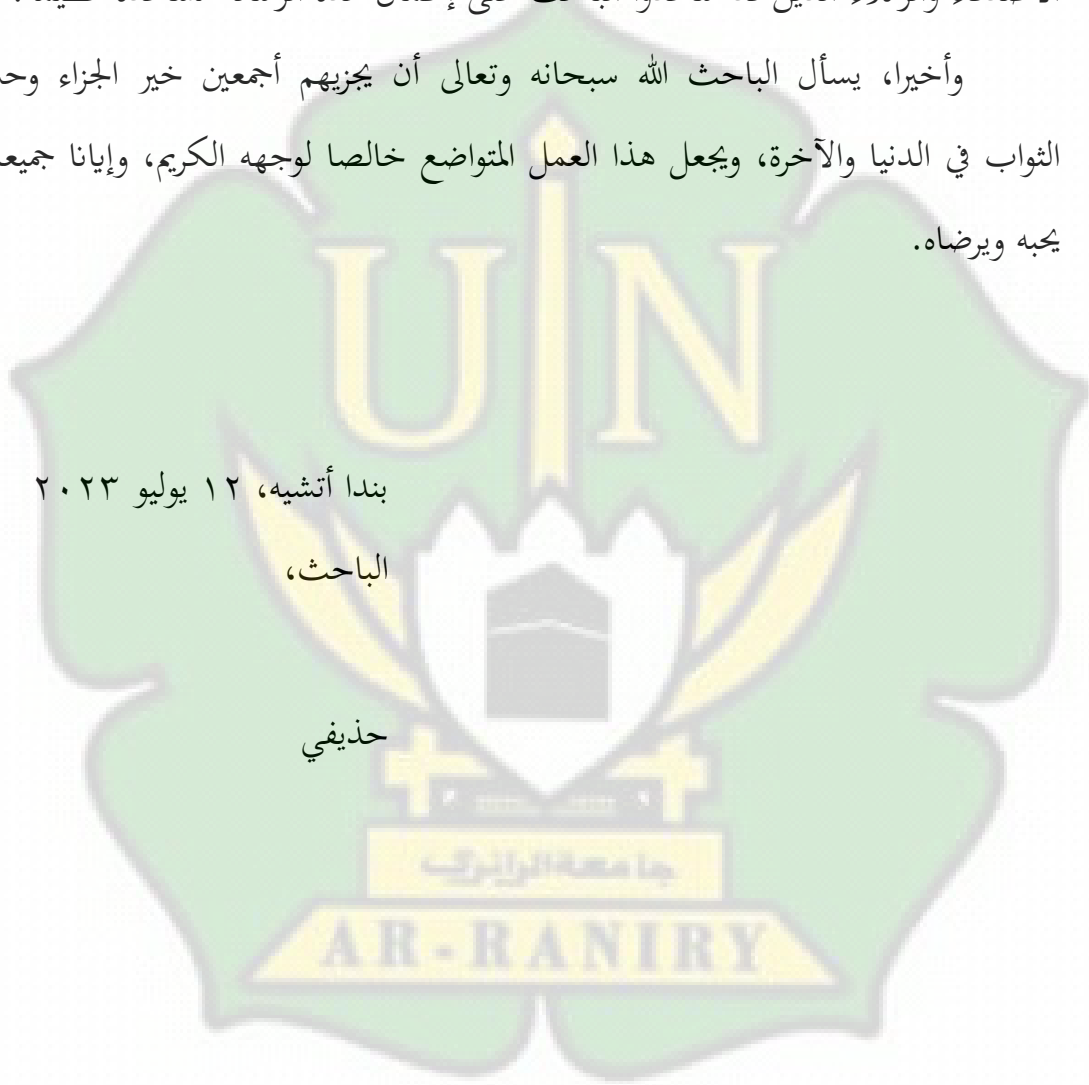 وأخيرا، يسأل الباحث الله سبحانه وتعالى أن يجزيهم أجمعين خير الجزاء
الثواب في الدنيا والآخرة، ويجعل هذا العمل المتواضع خالصا لوجهه الكريم، وإيانا
يحبه ويرضاه.
UIN
بندا أتشيه، ١٢ يوليو ٢٠٢٣
الباحث،
حذيفي
جامعة الرانري
AR-RANIRY